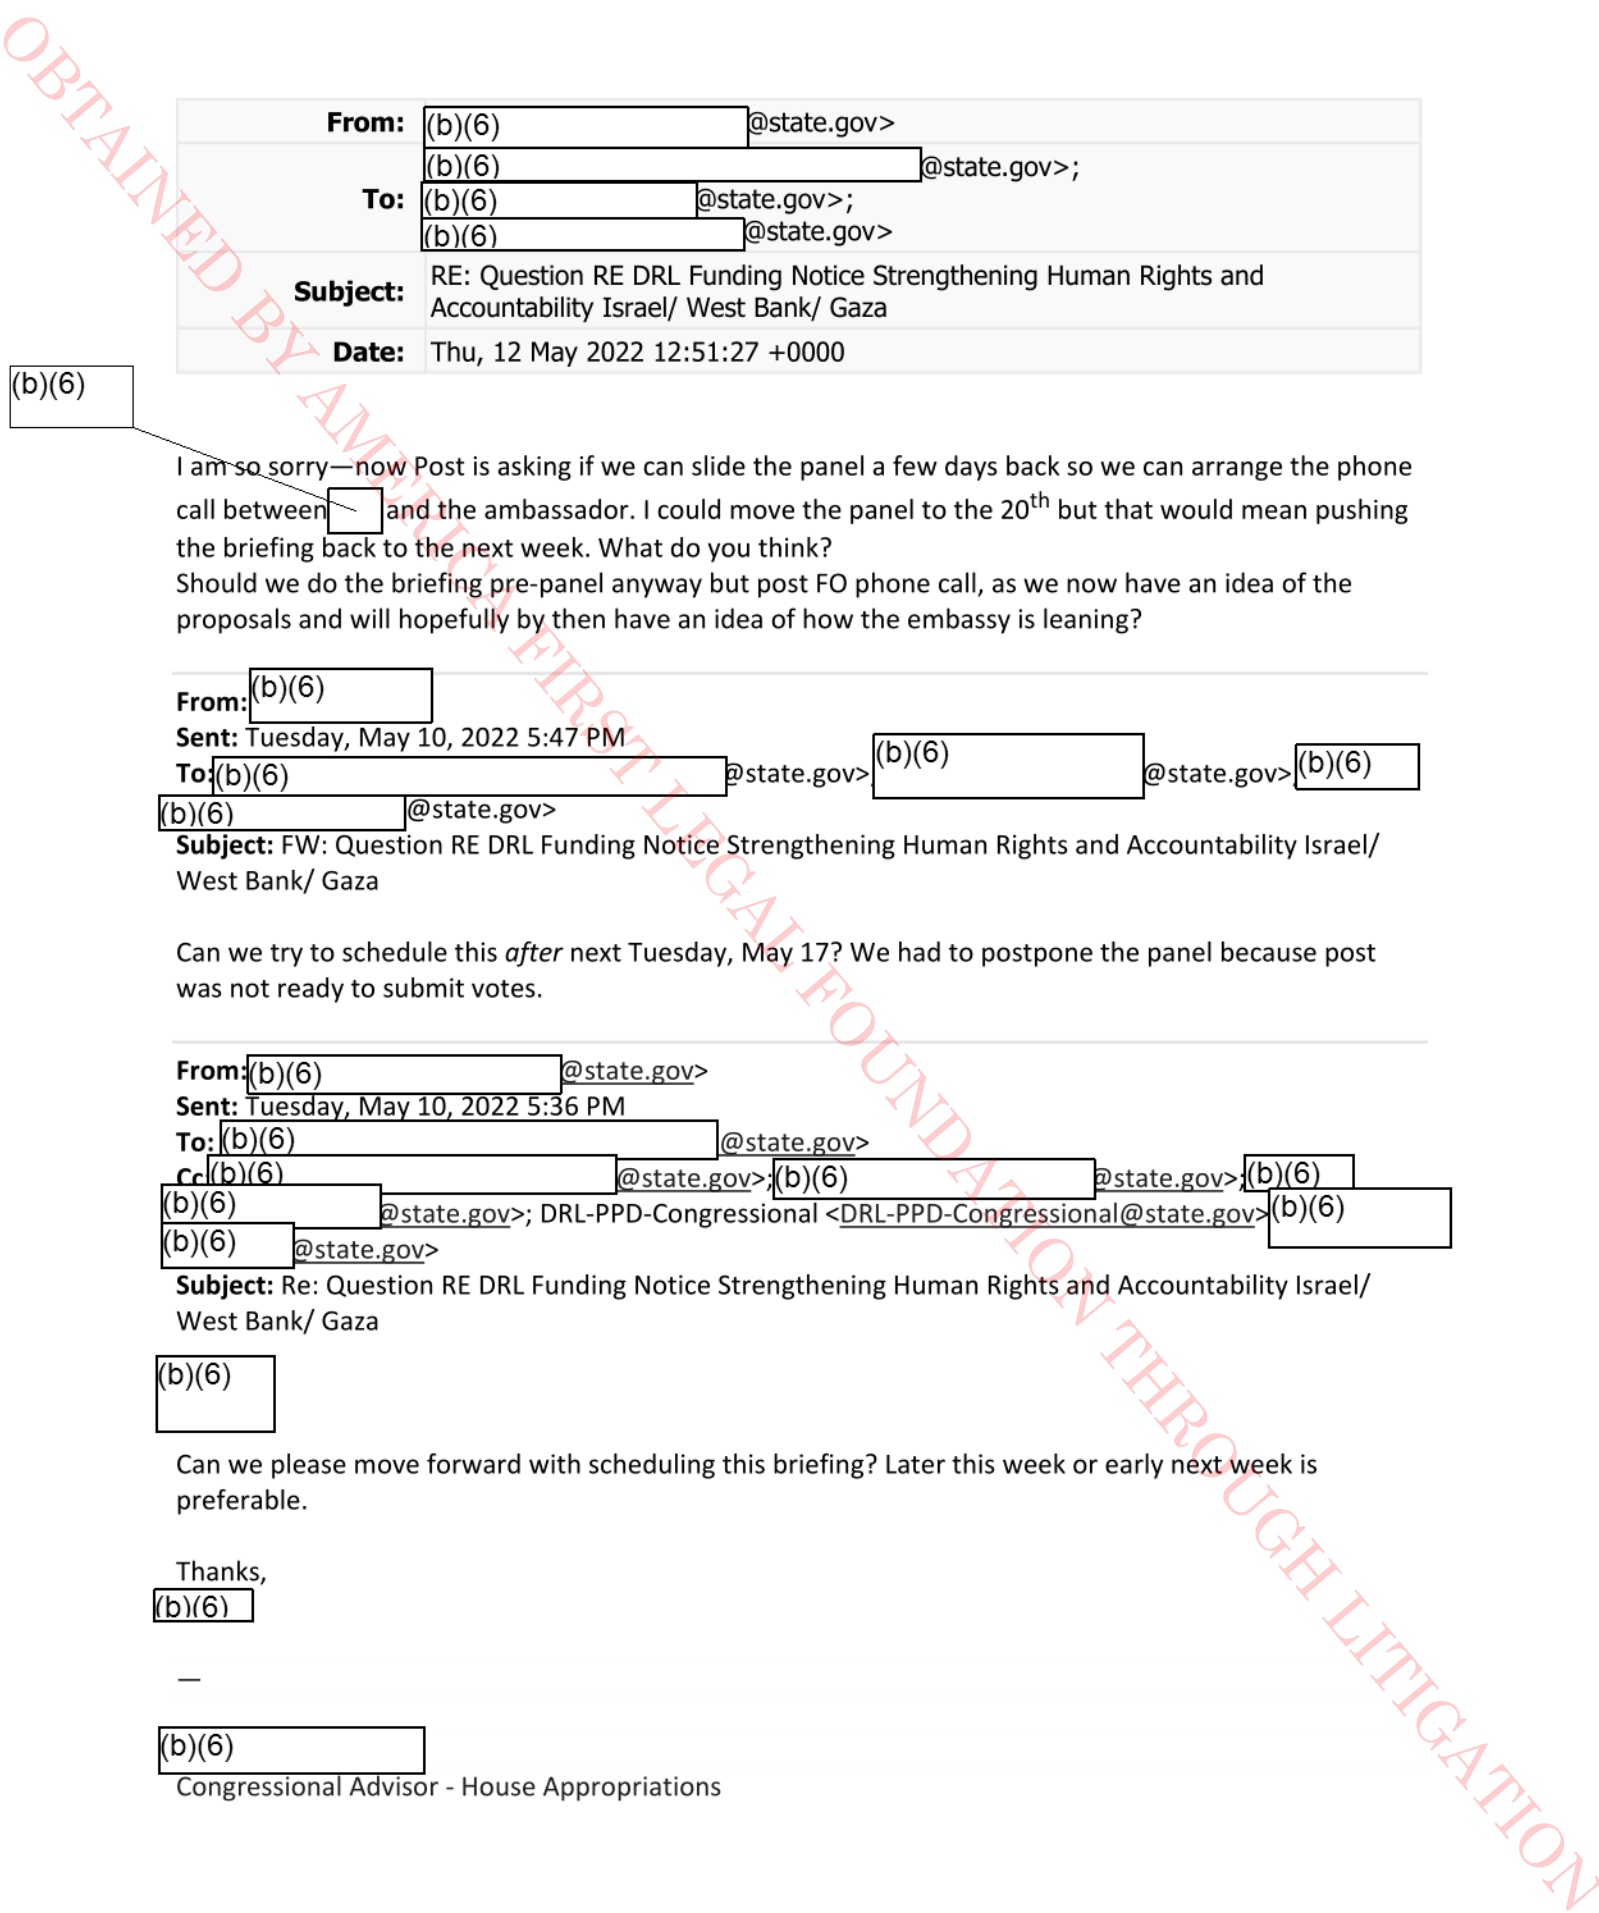 From: (b)(6) @state.gov>
(b)(6) @state.gov>;
To: (b)(6) @state.gov>;
(b)(6) @state.gov>
Subject: RE: Question RE DRL Funding Notice Strengthening Human Rights and
Accountability Israel/ West Bank/ Gaza
Date: Thu, 12 May 2022 12:51:27 +0000
(b)(6)
I am so sorry—now Post is asking if we can slide the panel a few days back so we can arrange the phone
call between and the ambassador. I could move the panel to the 20th but that would mean pushing
the briefing back to the next week. What do you think?
Should we do the briefing pre-panel anyway but post FO phone call, as we now have an idea of the
proposals and will hopefully by then have an idea of how the embassy is leaning?
From: (b)(6)
Sent: Tuesday, May 10, 2022 5:47 PM
To: (b)(6) @state.gov> (b)(6) @state.gov> (b)(6)
(b)(6) @state.gov>
Subject: FW: Question RE DRL Funding Notice Strengthening Human Rights and Accountability Israel/
West Bank/ Gaza
Can we try to schedule this after next Tuesday, May 17? We had to postpone the panel because post
was not ready to submit votes.
From: (b)(6) @state.gov>
Sent: Tuesday, May 10, 2022 5:36 PM
To: (b)(6) @state.gov>
Cc (b)(6) @state.gov>; (b)(6) @state.gov>; (b)(6)
(b)(6) @state.gov>; DRL-PPD-Congressional <DRL-PPD-Congressional@state.gov> (b)(6)
(b)(6) @state.gov>
Subject: Re: Question RE DRL Funding Notice Strengthening Human Rights and Accountability Israel/
West Bank/ Gaza
(b)(6)
Can we please move forward with scheduling this briefing? Later this week or early next week is
preferable.
Thanks,
(b)(6)
—
(b)(6)
Congressional Advisor - House Appropriations
OBTAINED BY AMERICA FIRST LEGAL FOUNDATION THROUGH LITIGATION